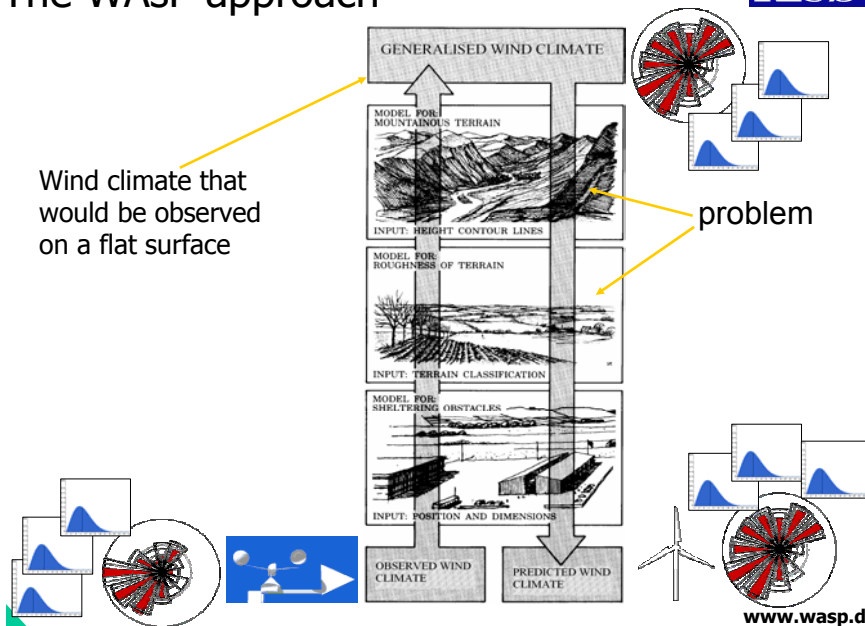 The WAsP approach
GENERALISED WIND CLIMATE
MODEL FOR:
MOUNTAINOUS TERRAIN
INPUT: HEIGHT CONTOUR LINES
Wind climate that
would be observed
on a flat surface
problem
MODEL FOR:
ROUGHNESS OF TERRAIN
INPUT: TERRAIN CLASSIFICATION
MODEL FOR:
SHELTERING OBSTACLES
INPUT: POSITION AND DIMENSIONS
OBSERVED WIND
CLIMATE
PREDICTED WIND
CLIMATE
www.wasp.d